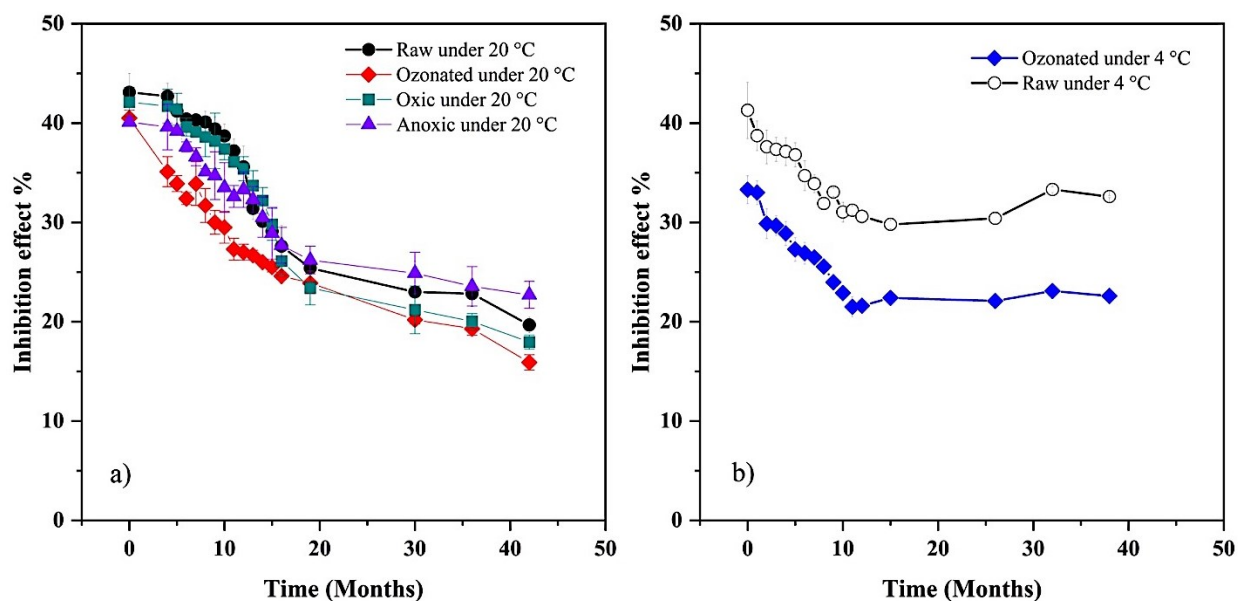 50
40
30
20
10
0
Inhibition effect %
Raw under 20 °C
Ozonated under 20 °C
Oxic under 20 °C
Anoxic under 20 °C
a)
0 10 20 30 40 50
Time (Months)
50
40
30
20
10
0
Inhibition effect %
Ozonated under 4 °C
Raw under 4 °C
b)
0 10 20 30 40 50
Time (Months)